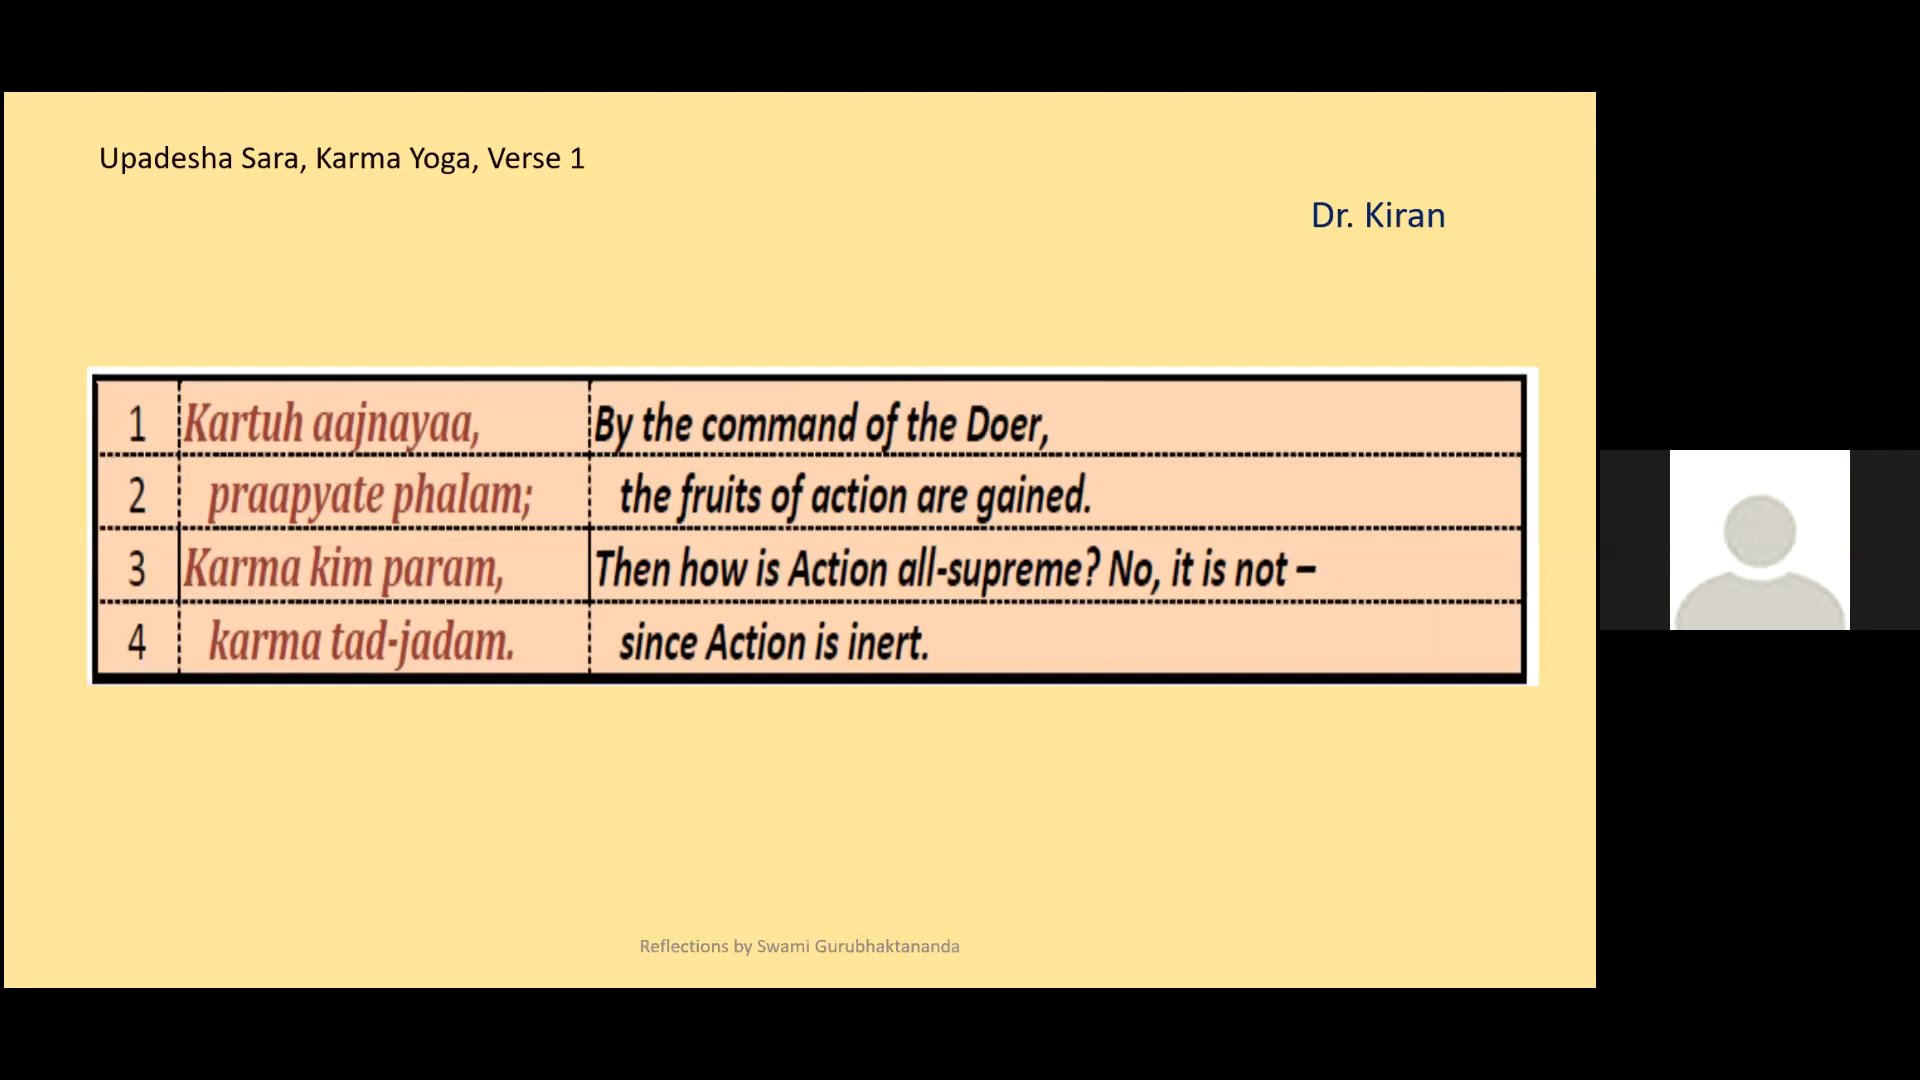 Upadesha Sara, Karma Yoga, Verse 1
Dr. Kiran
1 Kartuh aajnayaa, By the command of the Doer,
2 praapyate phalam; the fruits of action are gained.
3 Karma kim param, Then how is Action all-supreme? No, it is not –
4 karma tad-jadam. since Action is inert.
Reflections by Swami Gurubhaktananda